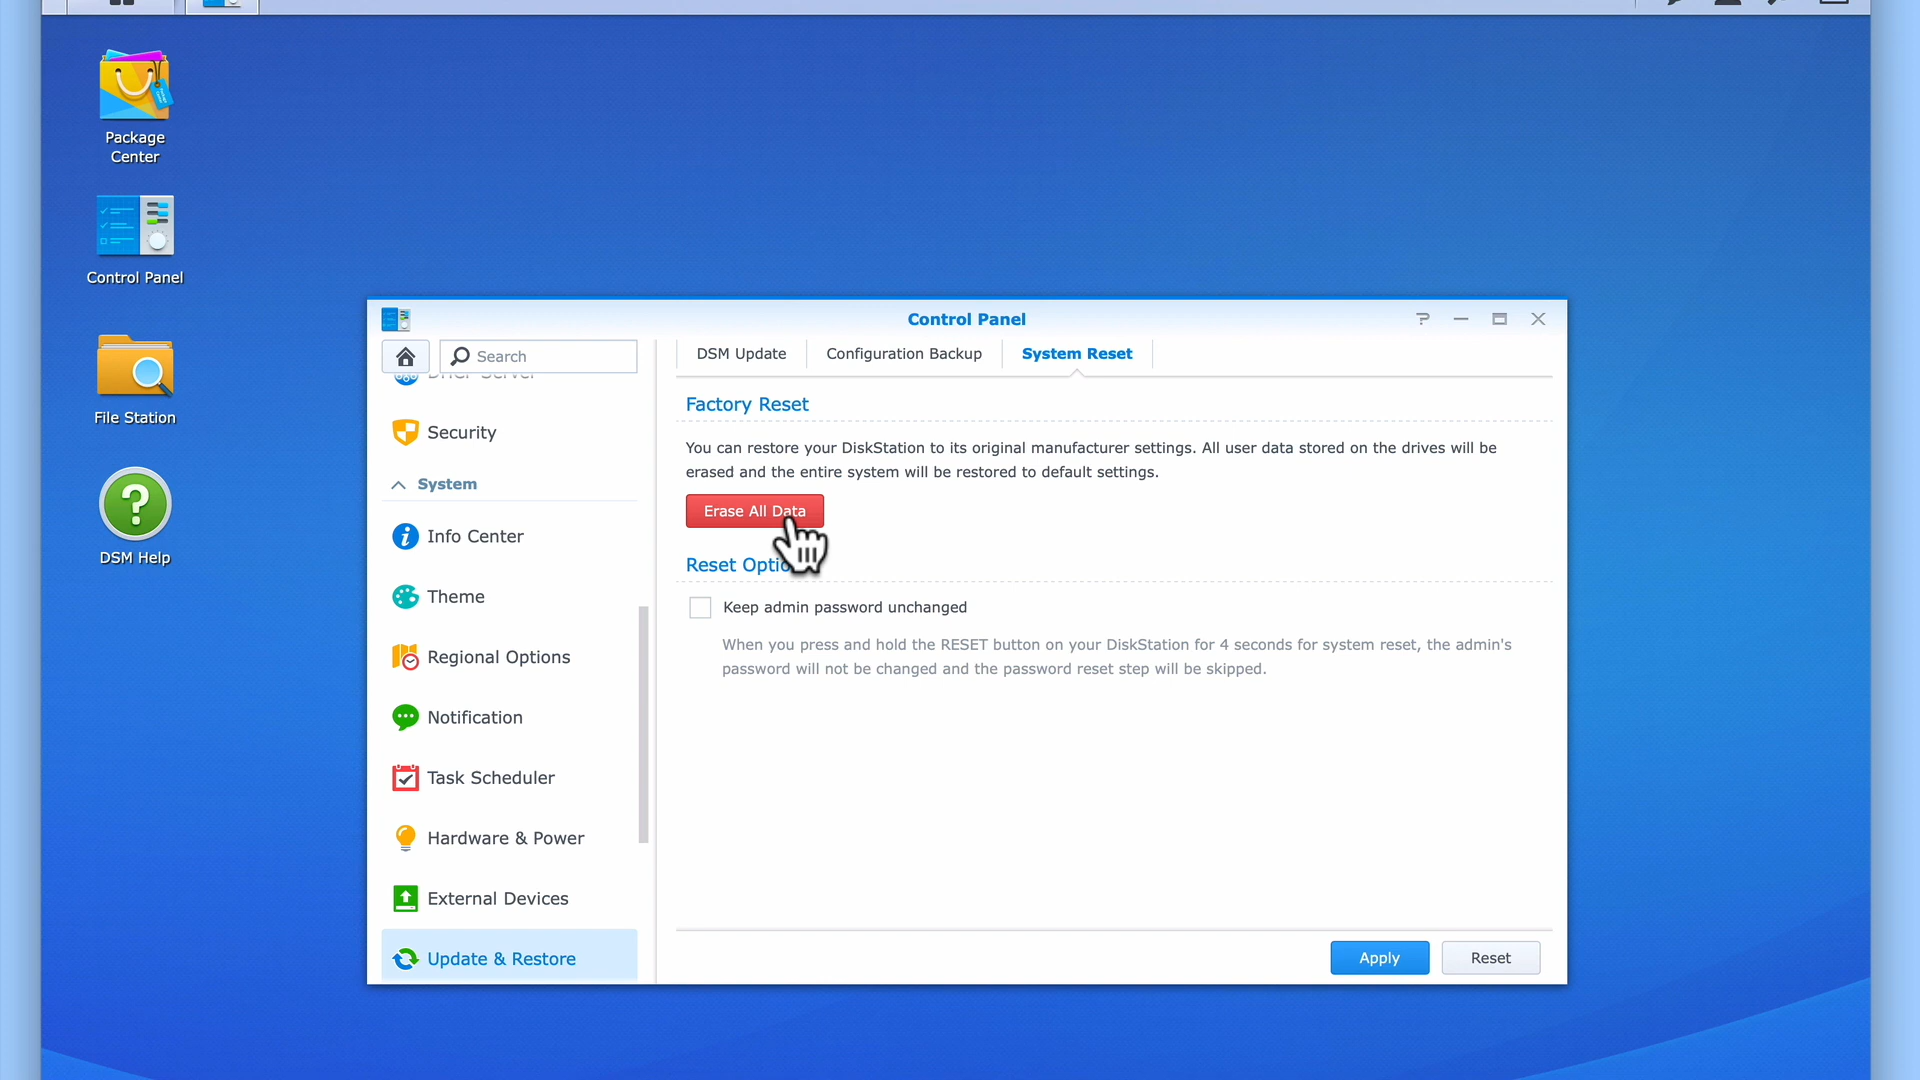 Package
Center
Control Panel
File Station
DSM Help
Control Panel
Search
DHCP Server
Security
System
Info Center
Theme
Regional Options
Notification
Task Scheduler
Hardware & Power
External Devices
Update & Restore
DSM Update
Configuration Backup
System Reset
Factory Reset
You can restore your DiskStation to its original manufacturer settings. All user data stored on the drives will be
erased and the entire system will be restored to default settings.
Erase All Data
Reset Optio
Keep admin password unchanged
When you press and hold the RESET button on your DiskStation for 4 seconds for system reset, the admin's
password will not be changed and the password reset step will be skipped.
Apply
Reset